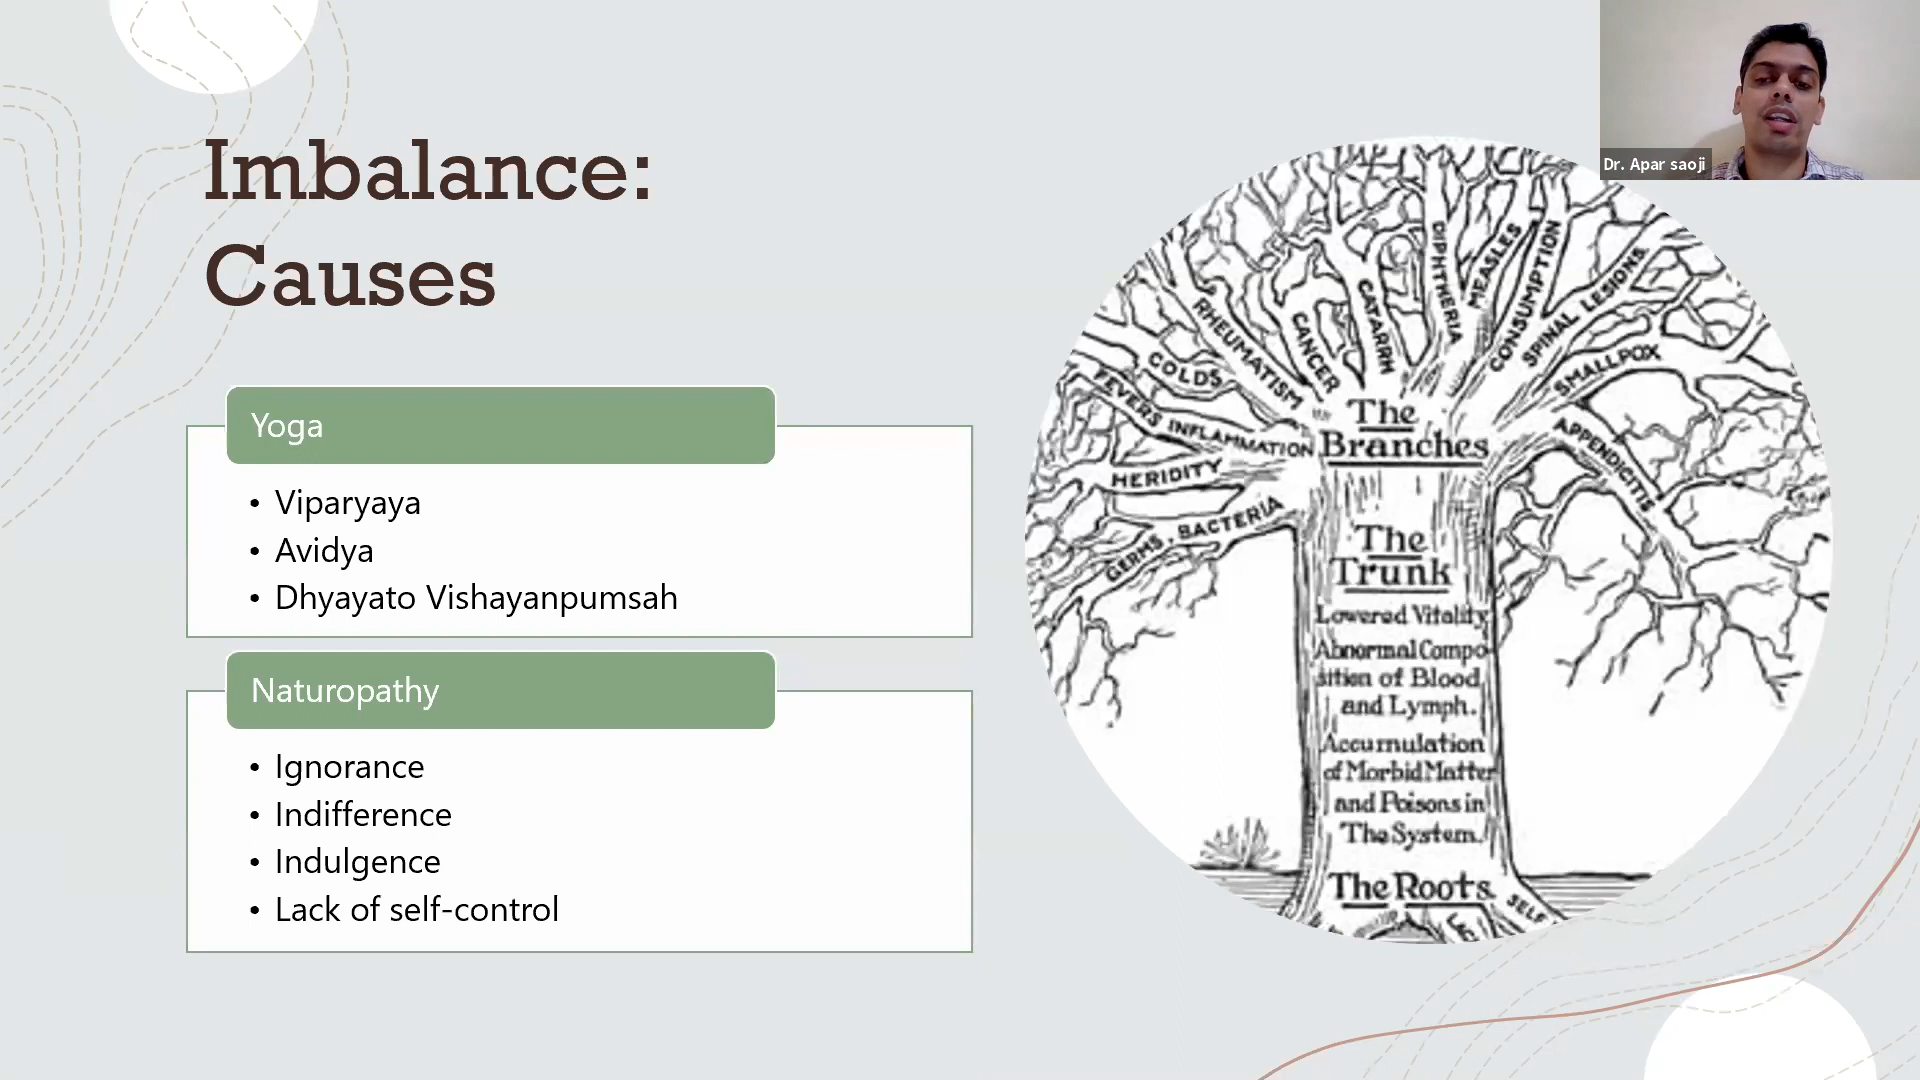 Imbalance:
Causes
Yoga
• Viparyaya
• Avidya
• Dhyayato Vishayanpumsah
Naturopathy
• Ignorance
• Indifference
• Indulgence
• Lack of self-control
Dr. Apar saoji
GERMS, BACTERIA
HERIDITY
INFLAMMATION
FEVERS
COLDS
RHEUMATISM
CANCER
CATARRH
DIPHTHERIA
MEASLES
CONSUMPTION
SPINAL LESIONS
SMALLPOX
APPENDICITIS
The
Branches
The
Trunk
Lowered Vitality
Abnormal Compo-
sition of Blood
and Lymph.
Accumulation
of Morbid Matter
and Poisons in
The System.
The Roots.
SELF